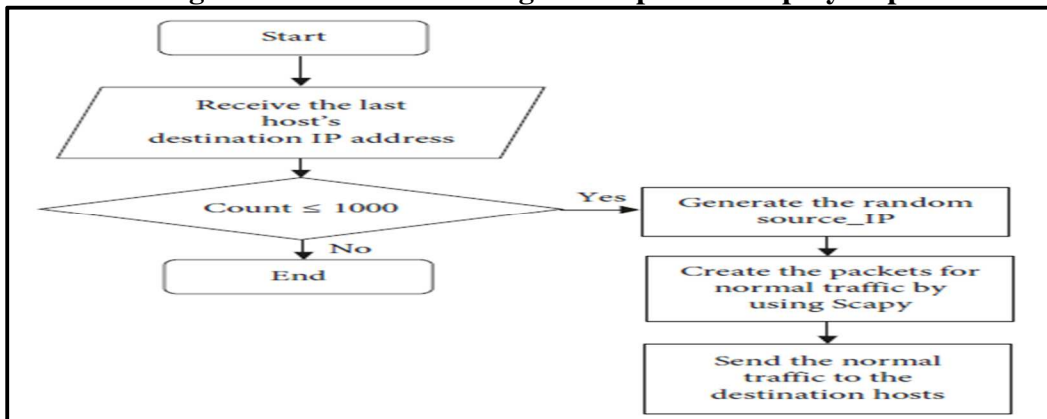 Start
Receive the last
host's
destination IP address
Count ≤ 1000
Yes
No
End
Generate the random
source_IP
Create the packets for
normal traffic by
using Scapy
Send the normal
traffic to the
destination hosts